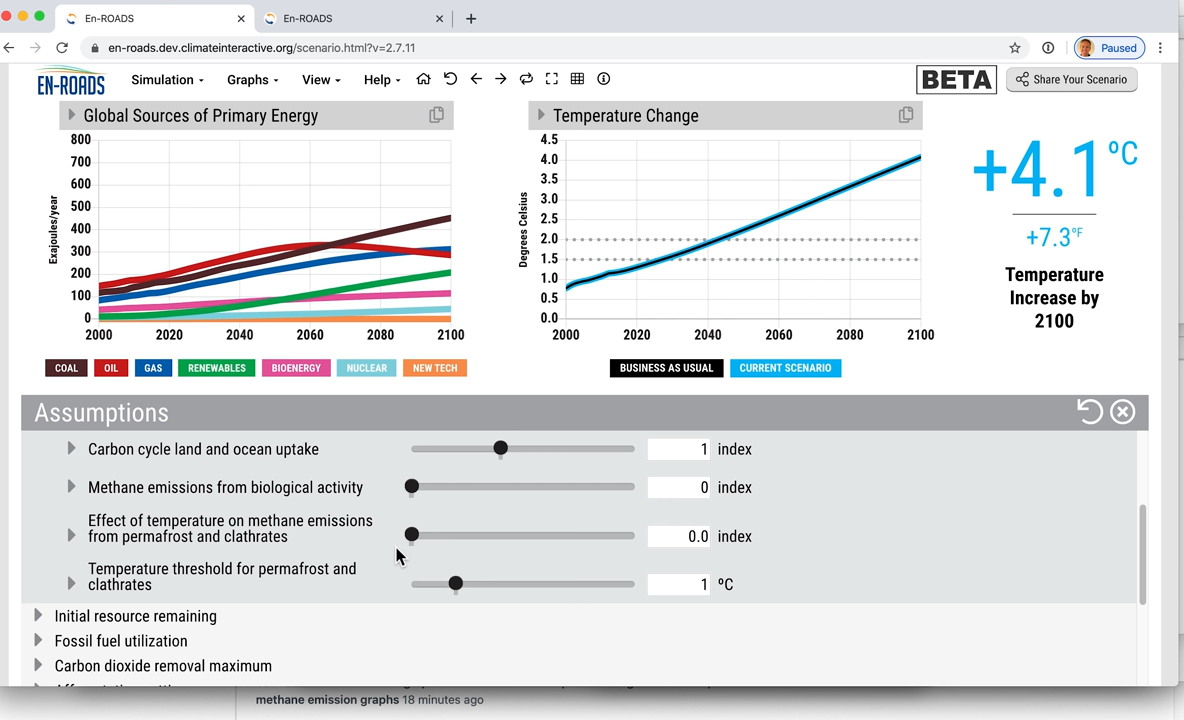 En-ROADS
En-ROADS
en-roads.dev.climateinteractive.org/scenario.html?v=2.7.11
Paused
EN-ROADS
Simulation Graphs View Help
BETA
Share Your Scenario
Global Sources of Primary Energy
800
700
600
500
400
300
200
100
0
Exajoules/year
2000 2020 2040 2060 2080 2100
COAL OIL GAS RENEWABLES BIOENERGY NUCLEAR NEW TECH
Temperature Change
4.5
4.0
3.5
3.0
2.5
2.0
1.5
1.0
0.5
0.0
Degrees Celsius
2000 2020 2040 2060 2080 2100
BUSINESS AS USUAL CURRENT SCENARIO
+4.1 ºC
+7.3 °F
Temperature
Increase by
2100
Assumptions
Carbon cycle land and ocean uptake 1 index
Methane emissions from biological activity 0 index
Effect of temperature on methane emissions
from permafrost and clathrates 0.0 index
Temperature threshold for permafrost and
clathrates 1 ºC
Initial resource remaining
Fossil fuel utilization
Carbon dioxide removal maximum
methane emission graphs 18 minutes ago